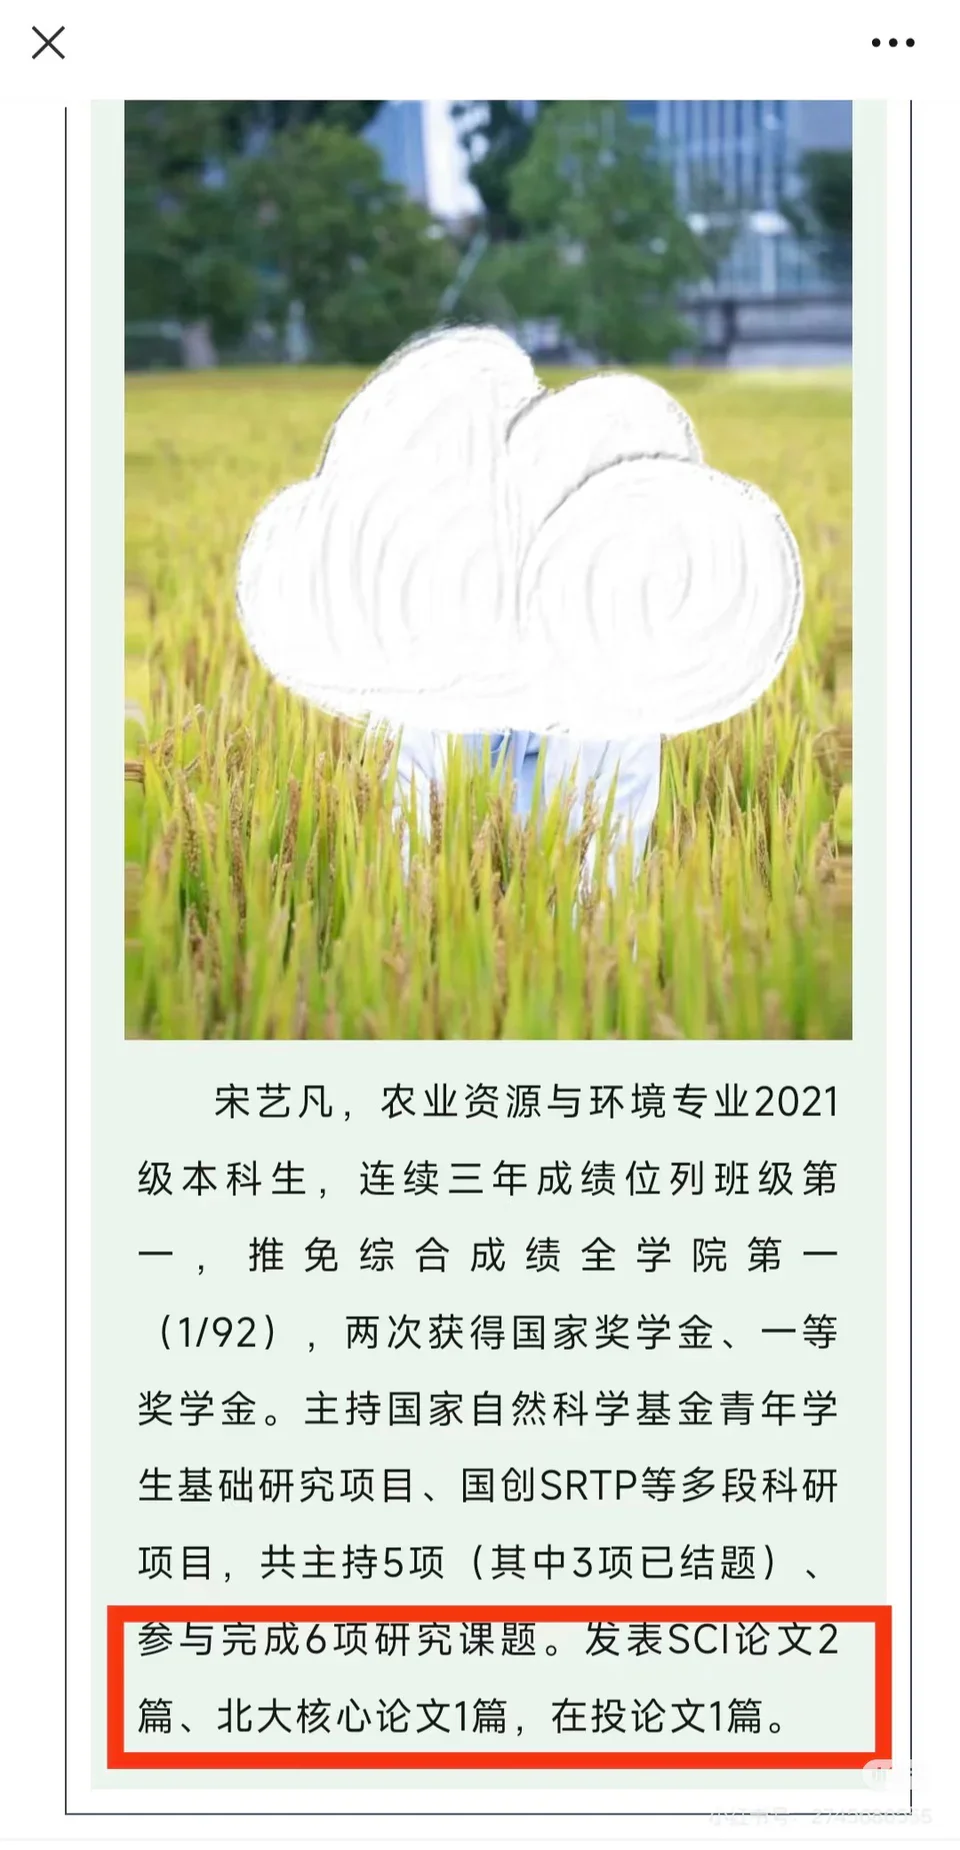 宋艺凡，农业资源与环境专业2021
级本科生，连续三年成绩位列班级第
一，推免综合成绩全学院第一
（1/92），两次获得国家奖学金、一等
奖学金。主持国家自然科学基金青年学
生基础研究项目、国创SRTP等多段科研
项目，共主持5项（其中3项已结题）、
参与完成6项研究课题。发表SCI论文2
篇、北大核心论文1篇，在投论文1篇。